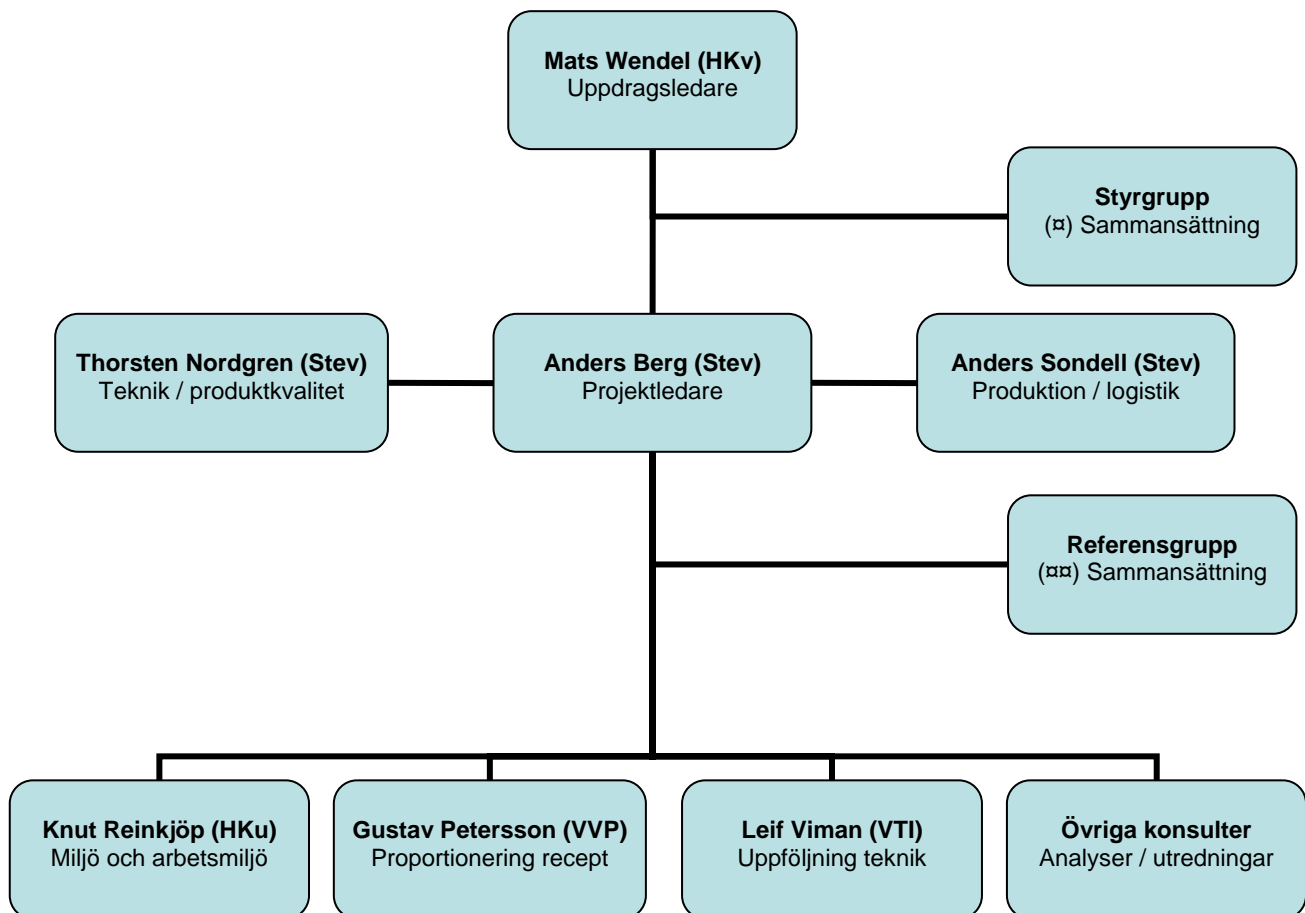 Mats Wendel (HKv)
Uppdragsledare
Styrgrupp
(¤) Sammansättning
Thorsten Nordgren (Stev)
Teknik / produktkvalitet
Anders Berg (Stev)
Projektledare
Anders Sondell (Stev)
Produktion / logistik
Referensgrupp
(¤¤) Sammansättning
Knut Reinkjöp (HKu)
Miljö och arbetsmiljö
Gustav Petersson (VVP)
Proportionering recept
Leif Viman (VTI)
Uppföljning teknik
Övriga konsulter
Analyser / utredningar